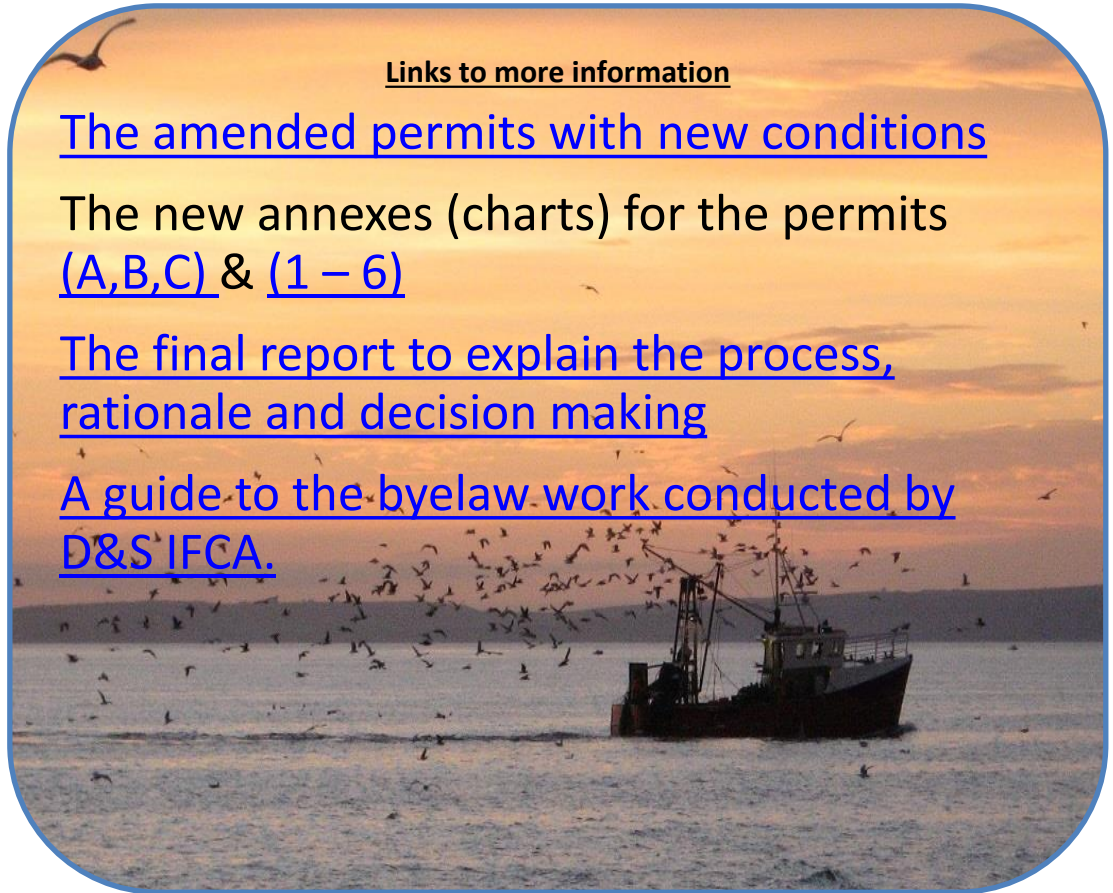 Links to more information
The amended permits with new conditions
The new annexes (charts) for the permits
(A,B,C) & (1 – 6)
The final report to explain the process,
rationale and decision making
A guide to the byelaw work conducted by
D&S IFCA.